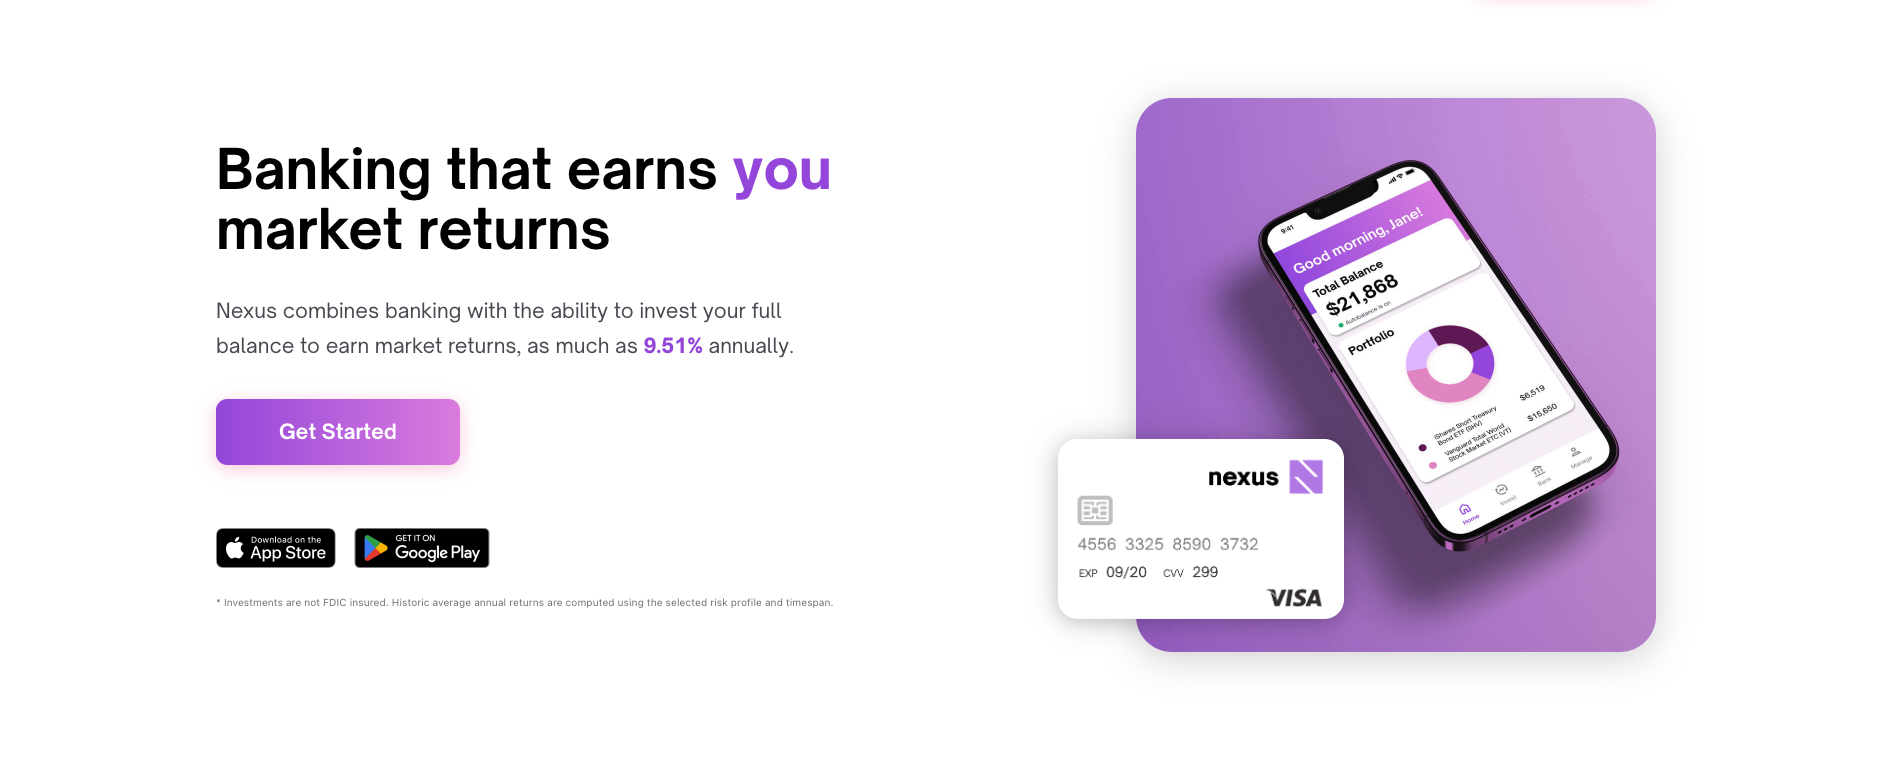 Banking that earns you
market returns
Nexus combines banking with the ability to invest your full
balance to earn market returns, as much as 9.51% annually.
Get Started
Download on the
App Store
GET IT ON
Google Play
* Investments are not FDIC insured. Historic average annual returns are computed using the selected risk profile and timespan.
9:41
Good morning, Jane!
Total Balance
$21,868
Autobalance is on
Portfolio
iShares Short Treasury
Bond ETF (SHV)
$6,519
Vanguard Total World
Stock Market ETC (VT)
$15,650
Home
Invest
Bank
Manage
nexus
4556 3325 8590 3732
EXP 09/20 CVV 299
VISA